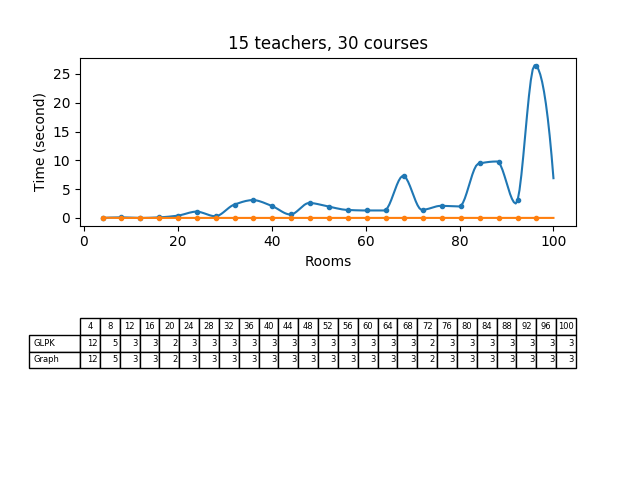 15 teachers, 30 courses
25
20
15
10
5
0
Time (second)
0 20 40 60 80 100
Rooms
4 8 12 16 20 24 28 32 36 40 44 48 52 56 60 64 68 72 76 80 84 88 92 96 100
GLPK 12 5 3 3 2 3 3 3 3 3 3 3 3 3 3 3 3 2 3 3 3 3 3 3 3
Graph 12 5 3 3 2 3 3 3 3 3 3 3 3 3 3 3 3 2 3 3 3 3 3 3 3